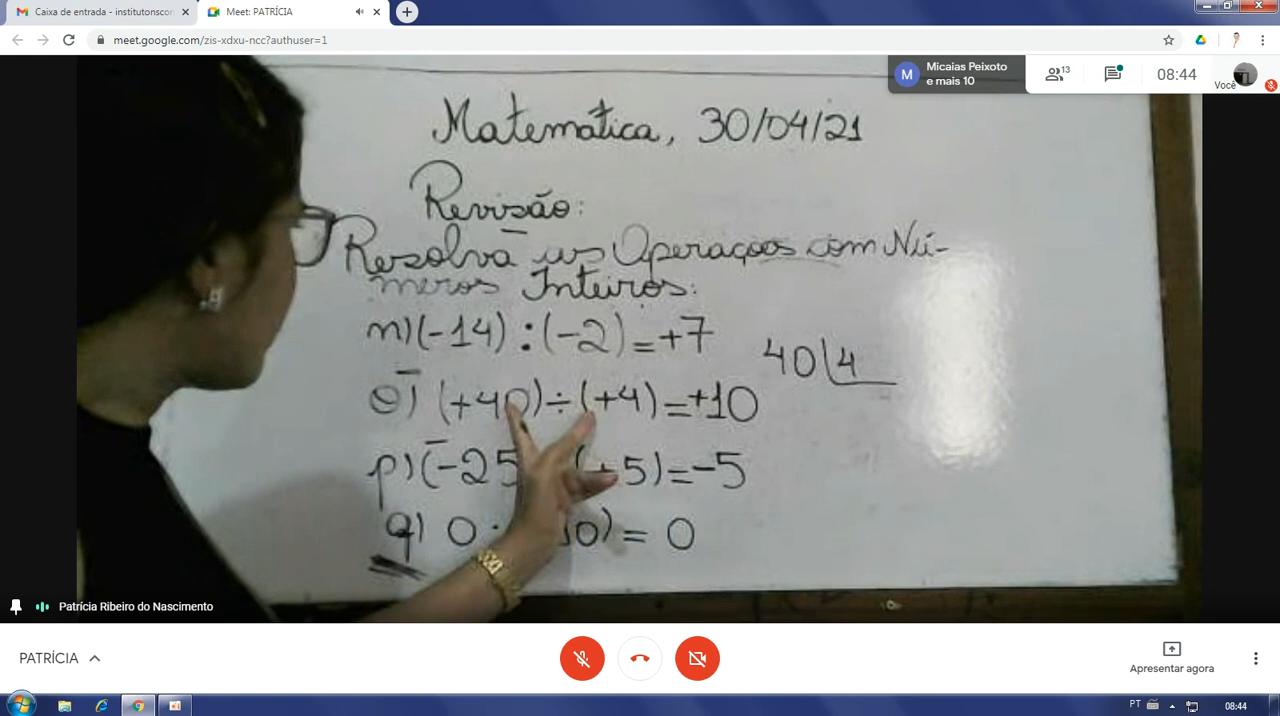 Caixa de entrada - institutonscon
Meet: PATRÍCIA
meet.google.com/zis-xdxu-ncc?authuser=1
M
Micaias Peixoto
e mais 10
13
08:44
Você
Matemática, 30/04/21
Revisão:
Resolva as Operações com Nú-
meros Inteiros:
n) (-14) : (-2) = +7
40 4
o) (+40) ÷ (+4) = +10
p) (-25 (+5) = -5
q) 0 0) = 0
Patrícia Ribeiro do Nascimento
PATRÍCIA
Apresentar agora
PT
08:44